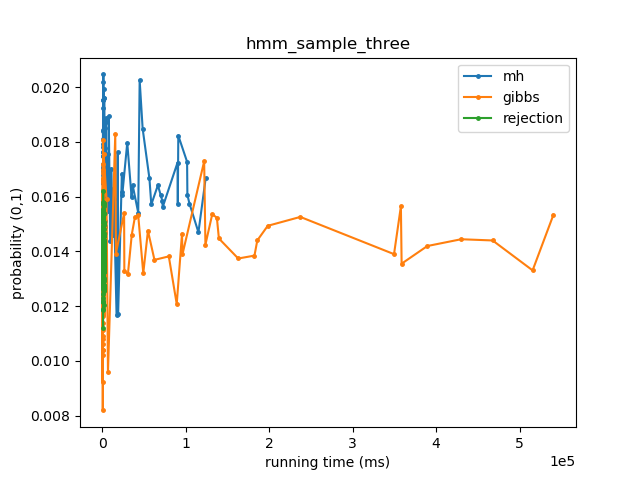 hmm_sample_three
mh
gibbs
rejection
probability (0,1)
0.020
0.018
0.016
0.014
0.012
0.010
0.008
0 1 2 3 4 5
1e5
running time (ms)